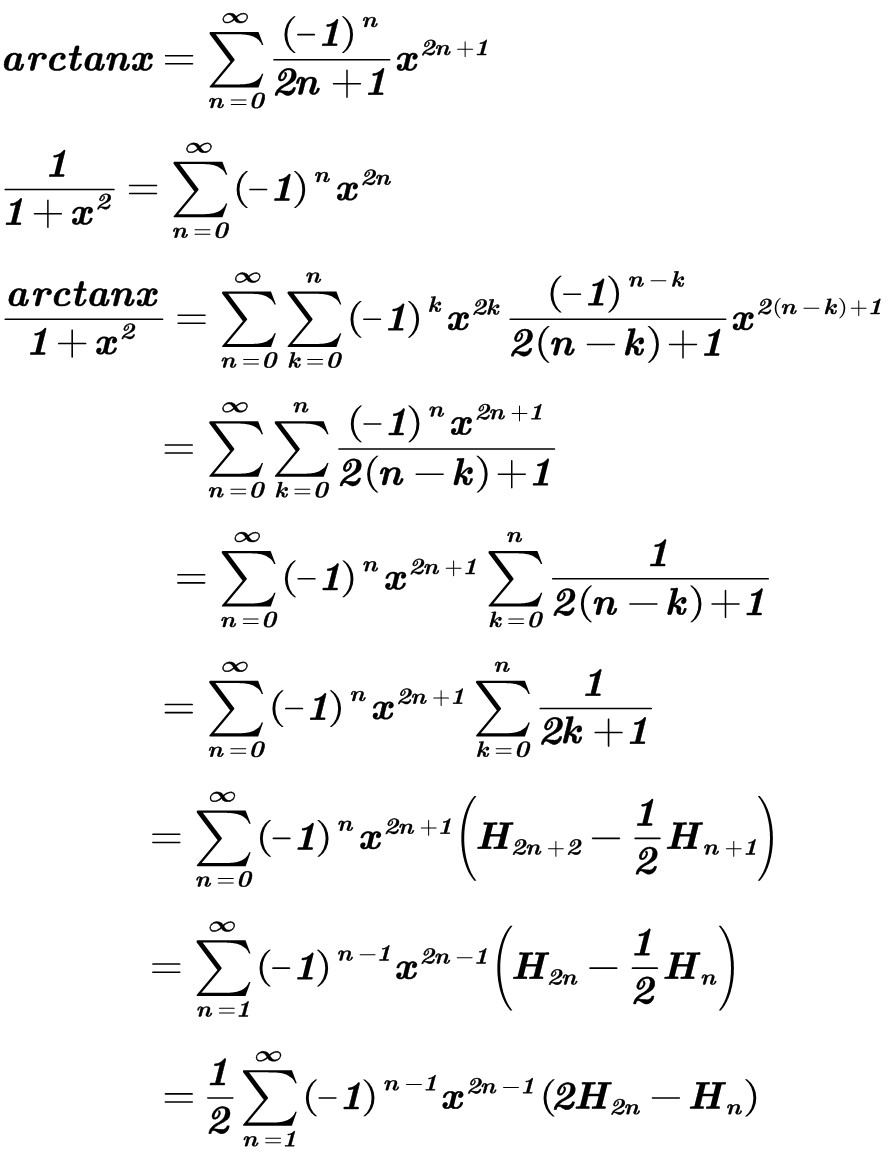 $arctanx = \sum_{n=0}^{\infty} \frac{(-1)^n}{2n+1} x^{2n+1}$
$\frac{1}{1+x^2} = \sum_{n=0}^{\infty} (-1)^n x^{2n}$
$\frac{arctanx}{1+x^2} = \sum_{n=0}^{\infty} \sum_{k=0}^{n} (-1)^k x^{2k} \frac{(-1)^{n-k}}{2(n-k)+1} x^{2(n-k)+1}$
$= \sum_{n=0}^{\infty} \sum_{k=0}^{n} \frac{(-1)^n x^{2n+1}}{2(n-k)+1}$
$= \sum_{n=0}^{\infty} (-1)^n x^{2n+1} \sum_{k=0}^{n} \frac{1}{2(n-k)+1}$
$= \sum_{n=0}^{\infty} (-1)^n x^{2n+1} \sum_{k=0}^{n} \frac{1}{2k+1}$
$= \sum_{n=0}^{\infty} (-1)^n x^{2n+1} \left( H_{2n+2} - \frac{1}{2} H_{n+1} \right)$
$= \sum_{n=1}^{\infty} (-1)^{n-1} x^{2n-1} \left( H_{2n} - \frac{1}{2} H_n \right)$
$= \frac{1}{2} \sum_{n=1}^{\infty} (-1)^{n-1} x^{2n-1} (2H_{2n} - H_n)$